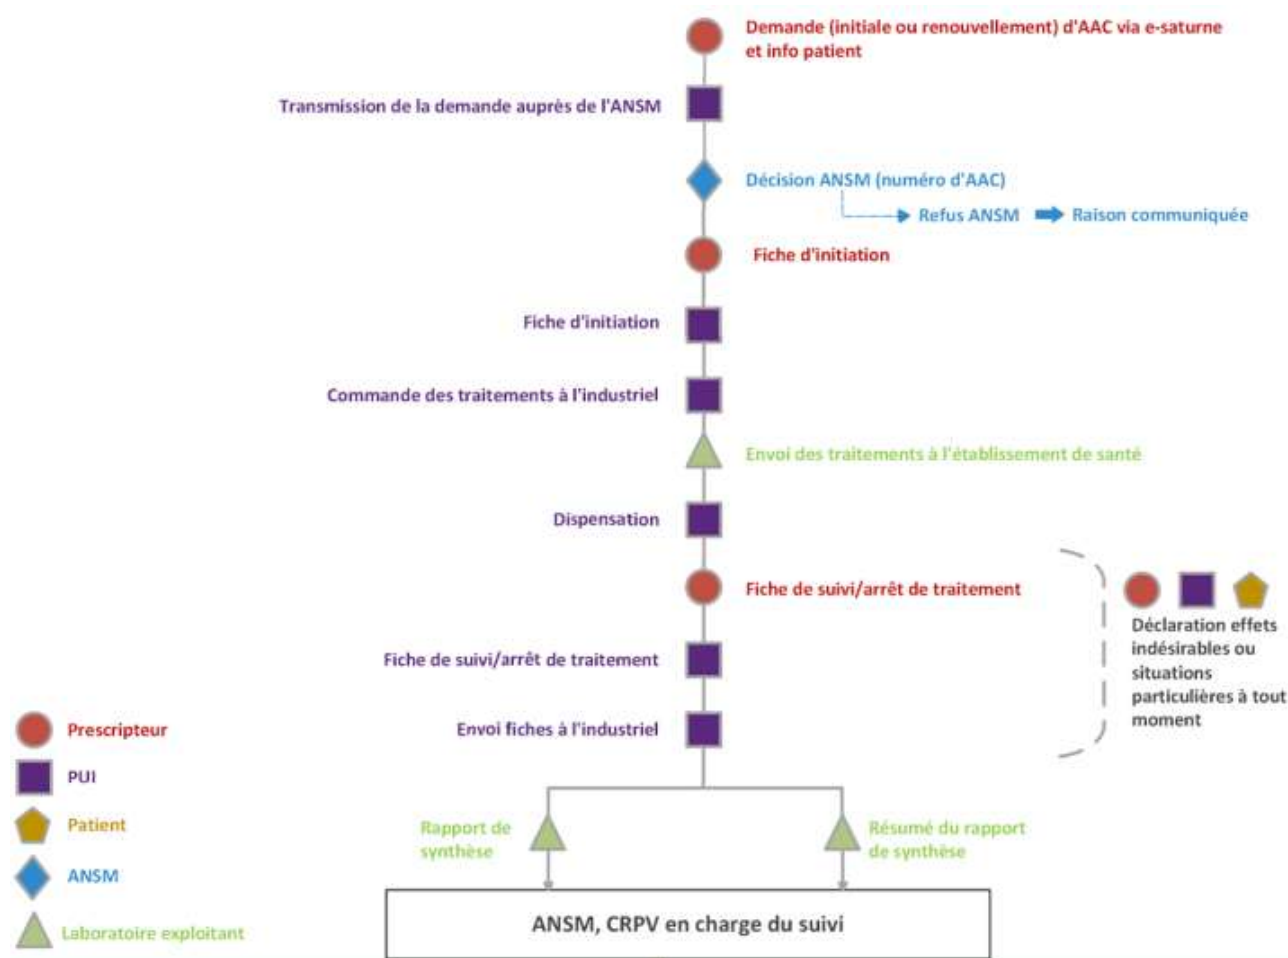 Demande (initiale ou renouvellement) d'AAC via e-saturne
et info patient
Transmission de la demande auprès de l'ANSM
Décision ANSM (numéro d'AAC)
Refus ANSM
Raison communiquée
Fiche d'initiation
Fiche d'initiation
Commande des traitements à l'industriel
Envoi des traitements à l'établissement de santé
Dispensation
Fiche de suivi/arrêt de traitement
Déclaration effets
indésirables ou
situations
particulières à tout
moment
Fiche de suivi/arrêt de traitement
Envoi fiches à l'industriel
Prescripteur
PUI
Patient
ANSM
Laboratoire exploitant
Rapport de
synthèse
Résumé du rapport
de synthèse
ANSM, CRPV en charge du suivi